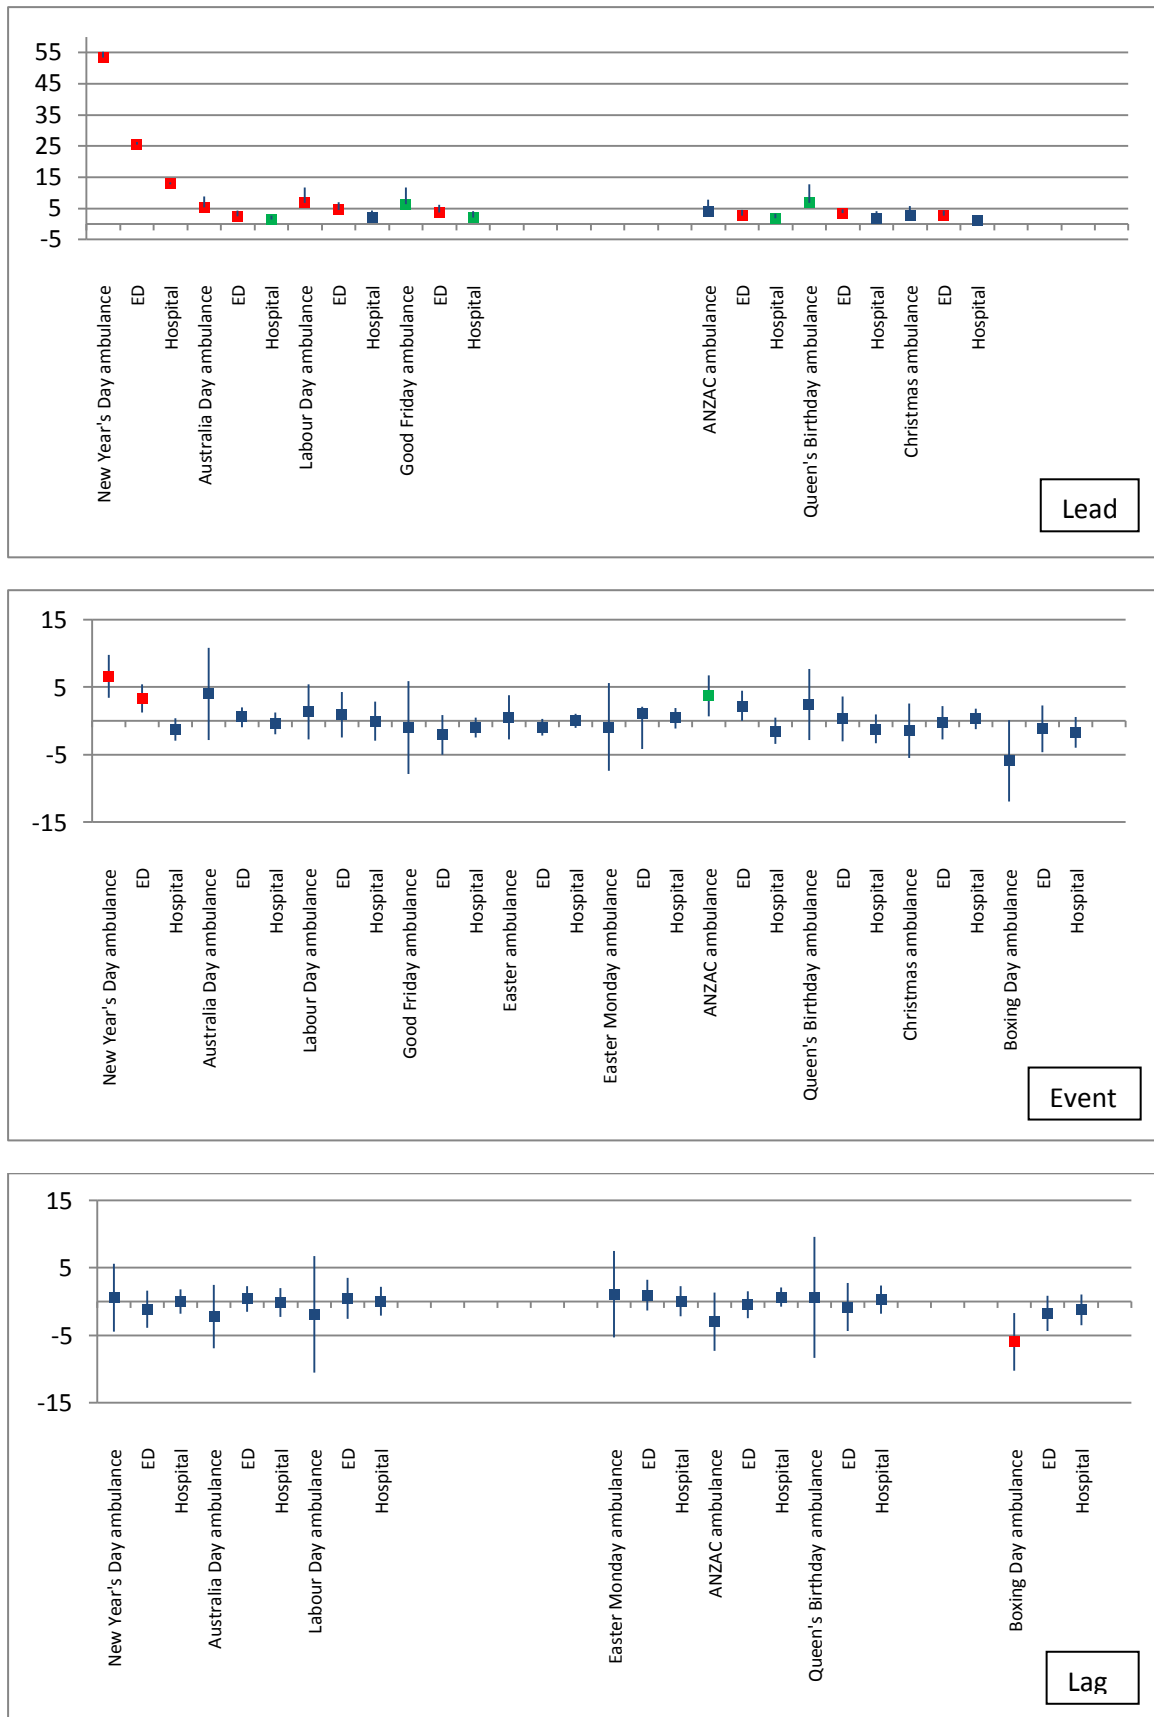 55
45
35
25
15
5
-5
New Year's Day ambulance
ED
Hospital
Australia Day ambulance
ED
Hospital
Labour Day ambulance
ED
Hospital
Good Friday ambulance
ED
Hospital
ANZAC ambulance
ED
Hospital
Queen's Birthday ambulance
ED
Hospital
Christmas ambulance
ED
Hospital
Lead
15
5
-5
-15
New Year's Day ambulance
ED
Hospital
Australia Day ambulance
ED
Hospital
Labour Day ambulance
ED
Hospital
Good Friday ambulance
ED
Hospital
Easter ambulance
ED
Hospital
Easter Monday ambulance
ED
Hospital
ANZAC ambulance
ED
Hospital
Queen's Birthday ambulance
ED
Hospital
Christmas ambulance
ED
Hospital
Boxing Day ambulance
ED
Hospital
Event
15
5
-5
-15
New Year's Day ambulance
ED
Hospital
Australia Day ambulance
ED
Hospital
Labour Day ambulance
ED
Hospital
Easter Monday ambulance
ED
Hospital
ANZAC ambulance
ED
Hospital
Queen's Birthday ambulance
ED
Hospital
Boxing Day ambulance
ED
Hospital
Lag